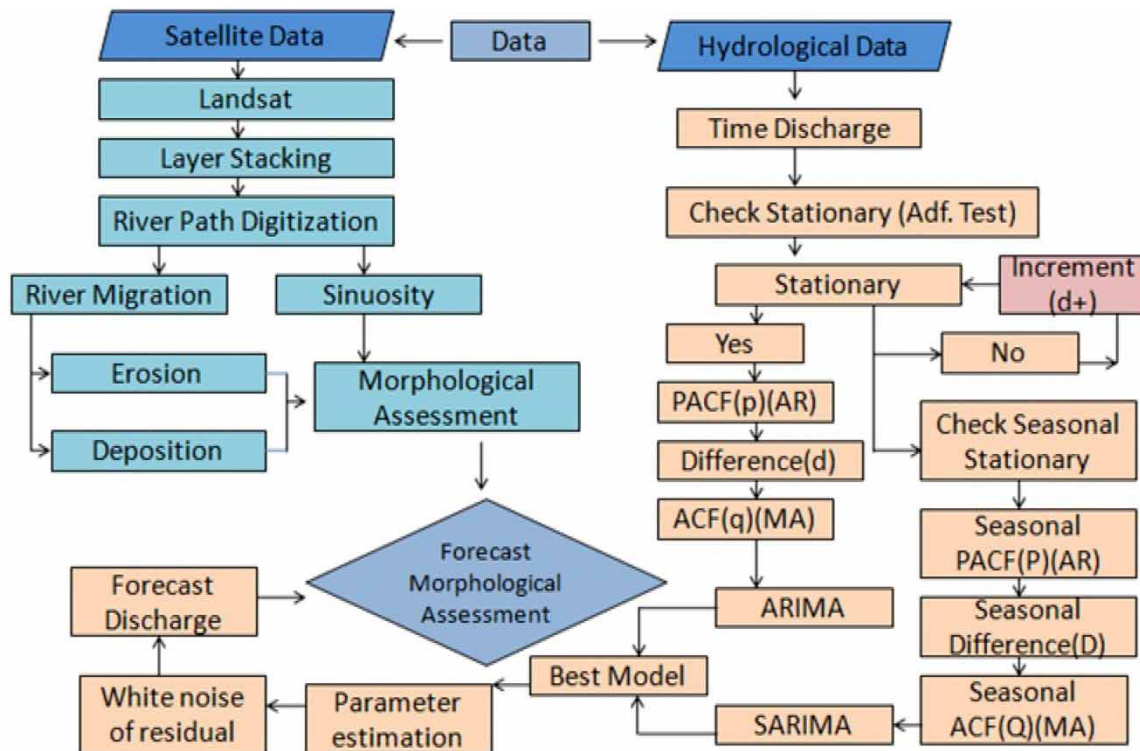 Satellite Data
Data
Hydrological Data
Landsat
Layer Stacking
River Path Digitization
River Migration
Sinuosity
Erosion
Deposition
Morphological
Assessment
Time Discharge
Check Stationary (Adf. Test)
Stationary
Increment
(d+)
Yes
No
PACF(p)(AR)
Difference(d)
ACF(q)(MA)
Check Seasonal
Stationary
Seasonal
PACF(P)(AR)
Seasonal
Difference(D)
Seasonal
ACF(Q)(MA)
ARIMA
SARIMA
Best Model
Parameter
estimation
White noise
of residual
Forecast
Discharge
Forecast
Morphological
Assessment